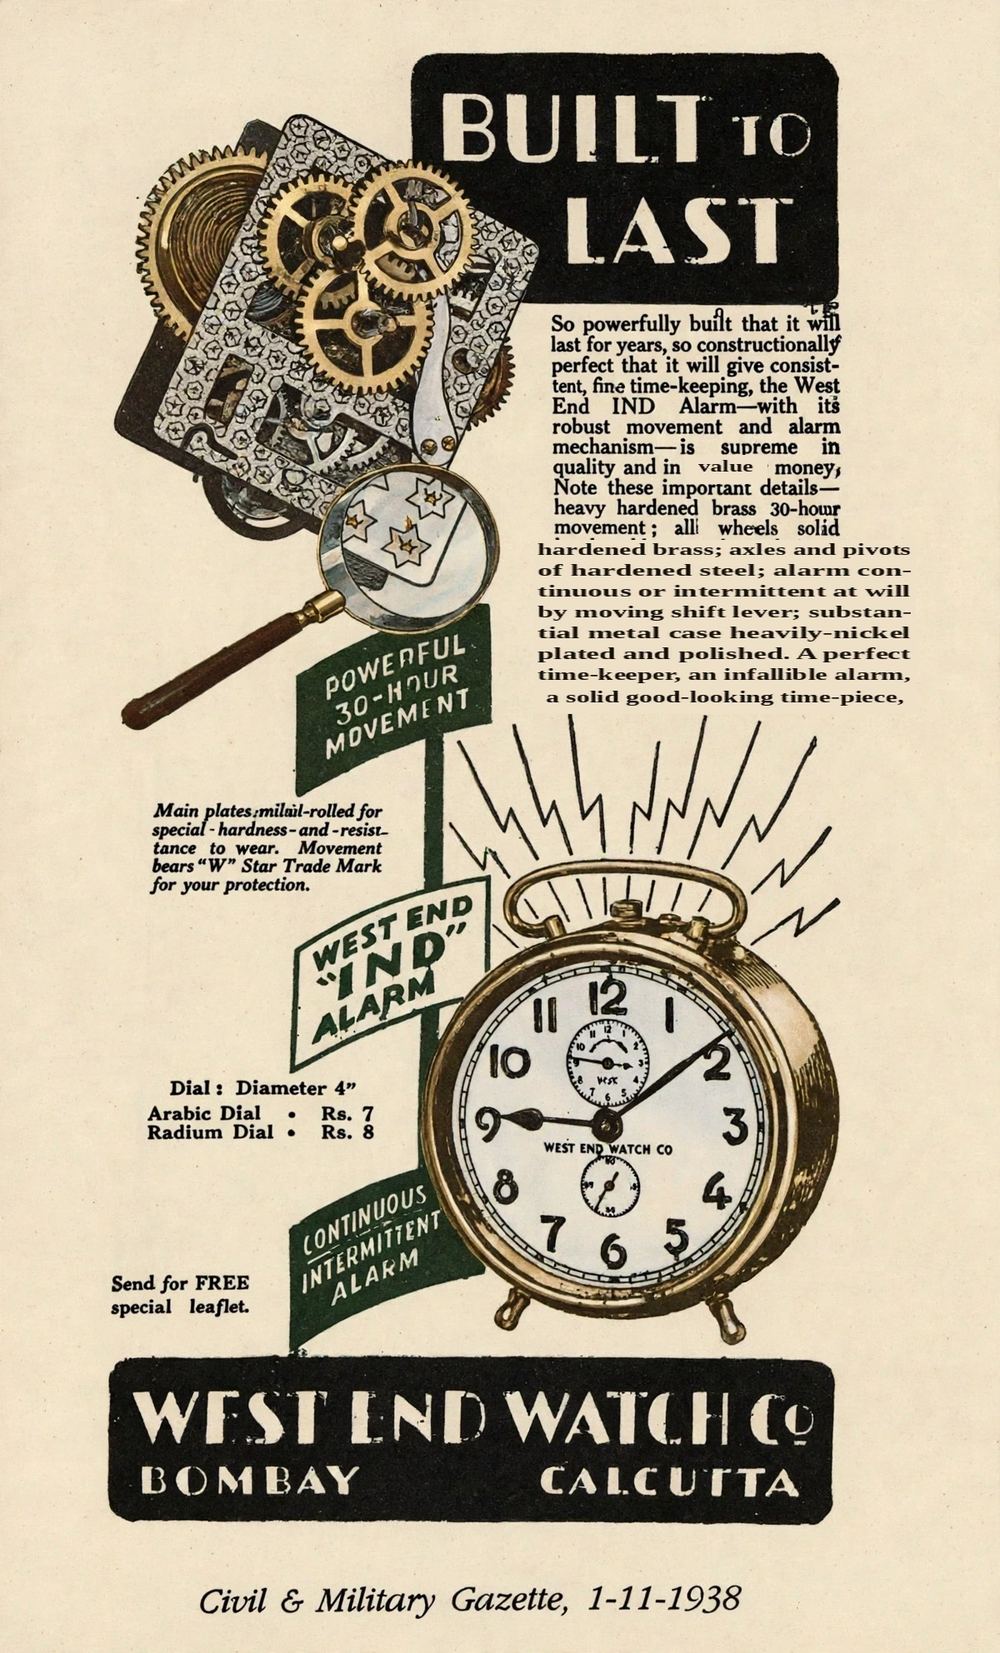 BUILT TO
LAST
So powerfully built that it will
last for years, so constructionally
perfect that it will give consist-
tent, fine time-keeping, the West
End IND Alarm—with its
robust movement and alarm
mechanism—is supreme in
quality and in value money,
Note these important details—
heavy hardened brass 30-hour
movement; all wheels solid
hardened brass; axles and pivots
of hardened steel; alarm con-
tinuous or intermittent at will
by moving shift lever; substan-
tial metal case heavily-nickel
plated and polished. A perfect
time-keeper, an infallible alarm,
a solid good-looking time-piece,
POWERFUL
30-HOUR
MOVEMENT
Main plates: -rolled for
special-hardness-and-resist-
tance to wear. Movement
bears "W" Star Trade Mark
for your protection.
WEST END
"IND"
ALARM
12
11 1
10 2
9 3
8 4
7 5
6
WEST END WATCH CO
Dial: Diameter 4"
Arabic Dial • Rs. 7
Radium Dial • Rs. 8
CONTINUOUS
INTERMITTENT
ALARM
Send for FREE
special leaflet.
WEST END WATCH Co
BOMBAY CALCUTTA
Civil & Military Gazette, 1-11-1938